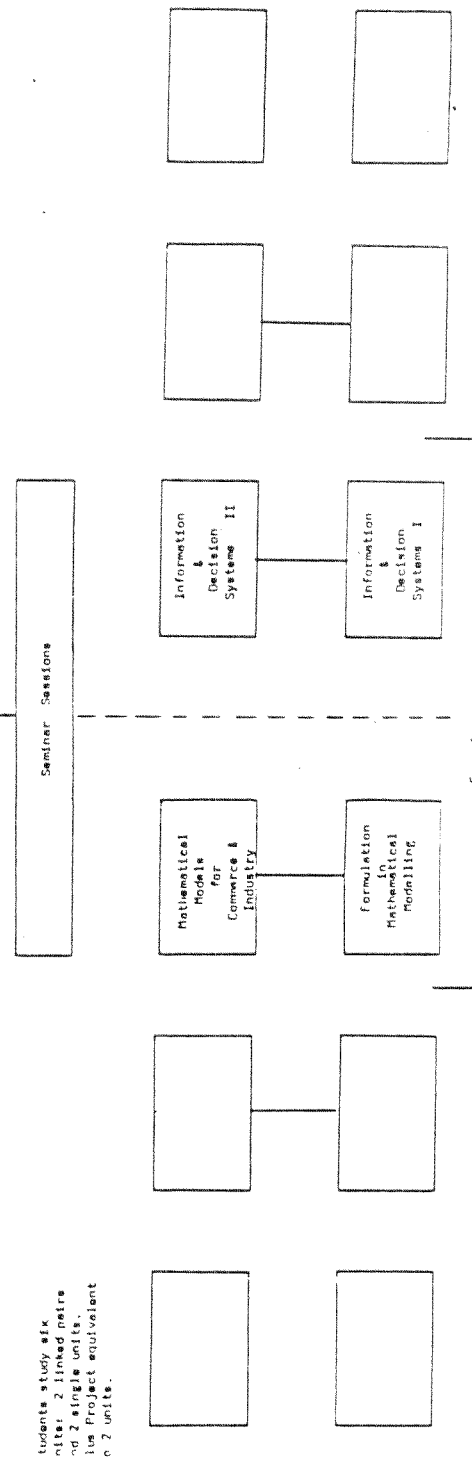 tudents study six
nits: 2 linked pairs
nd 2 single units.
lus Project equivalent
o 2 units.
Seminar Sessions
Mathematical
Models
for
Commerce &
Industry
Information
&
Decision
Systems II
Formulation
in
Mathematical
Modelling
Information
&
Decision
Systems I